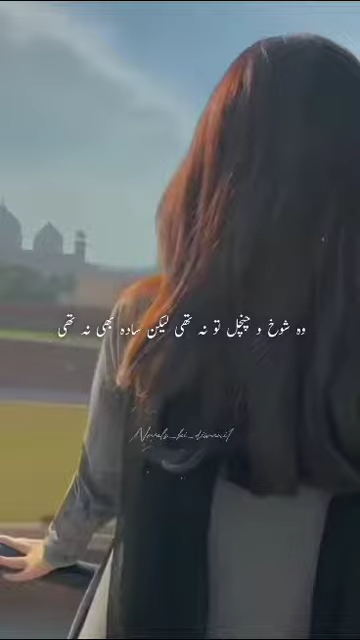 وہ شوخ و چنچل تو نہ تھی لیکن سادہ بھی نہ تھی